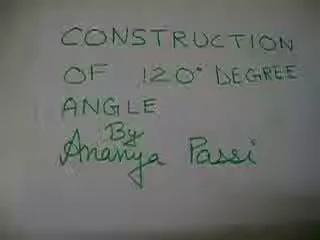 CONSTRUCTION
OF 120° DEGREE
ANGLE
By
Ananya Passi